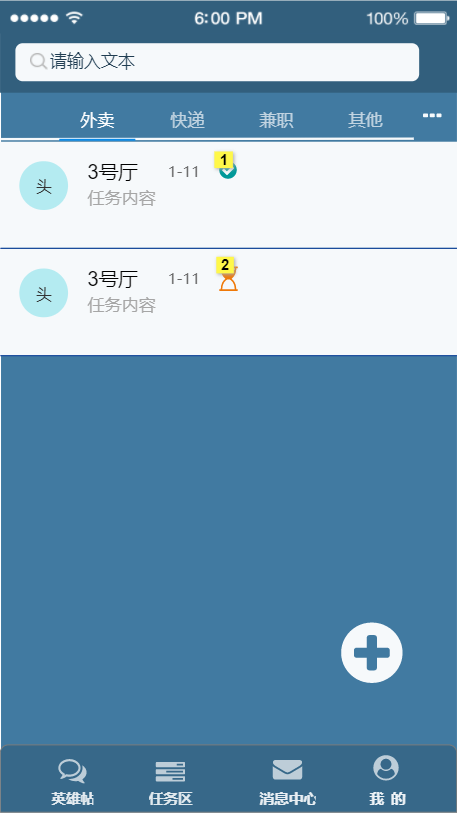 6:00 PM 100%
请输入文本
外卖 快递 兼职 其他
3号厅 1-11 1
头
任务内容
3号厅 1-11 2
头
任务内容
英雄帖 任务区 消息中心 我 的